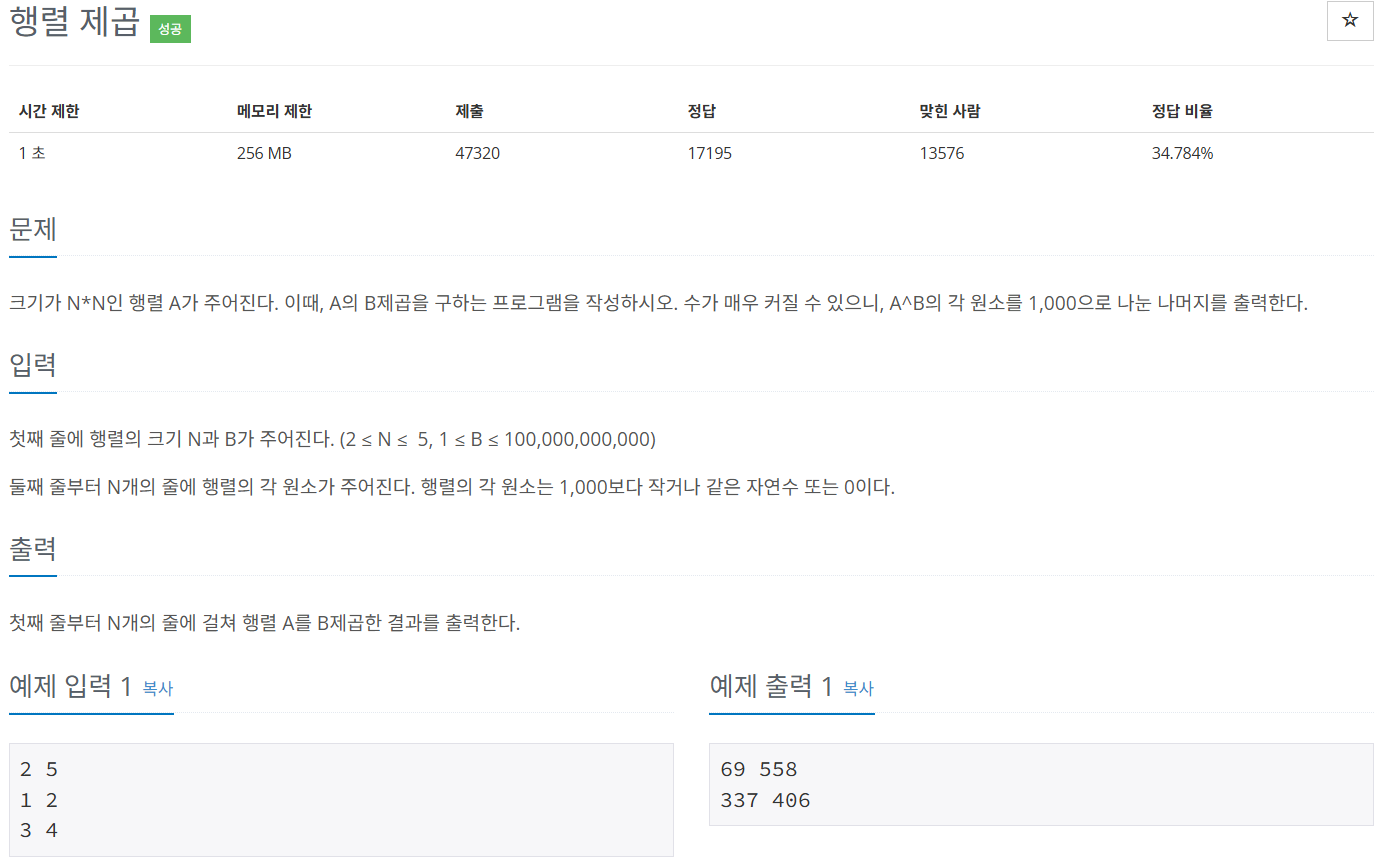 행렬 제곱 성공
☆
시간 제한 메모리 제한 제출 정답 맞힌 사람 정답 비율
1 초 256 MB 47320 17195 13576 34.784%
문제
크기가 N*N인 행렬 A가 주어진다. 이때, A의 B제곱을 구하는 프로그램을 작성하시오. 수가 매우 커질 수 있으니, A^B의 각 원소를 1,000으로 나눈 나머지를 출력한다.
입력
첫째 줄에 행렬의 크기 N과 B가 주어진다. (2 ≤ N ≤ 5, 1 ≤ B ≤ 100,000,000,000)
둘째 줄부터 N개의 줄에 행렬의 각 원소가 주어진다. 행렬의 각 원소는 1,000보다 작거나 같은 자연수 또는 0이다.
출력
첫째 줄부터 N개의 줄에 걸쳐 행렬 A를 B제곱한 결과를 출력한다.
예제 입력 1 복사
2 5
1 2
3 4
예제 출력 1 복사
69 558
337 406